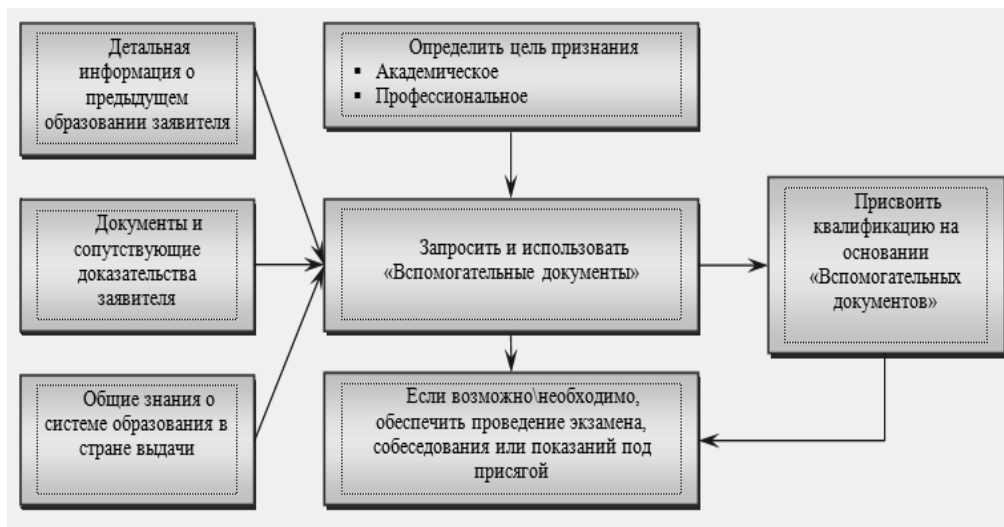 Детальная
информация о
предыдущем
образовании заявителя
Определить цель признания
▪ Академическое
▪ Профессиональное
Документы и
сопутствующие
доказательства
заявителя
Запросить и использовать
«Вспомогательные документы»
Присвоить
квалификацию на
основании
«Вспомогательных
документов»
Общие знания о
системе образования в
стране выдачи
Если возможно\необходимо,
обеспечить проведение экзамена,
собеседования или показаний под
присягой